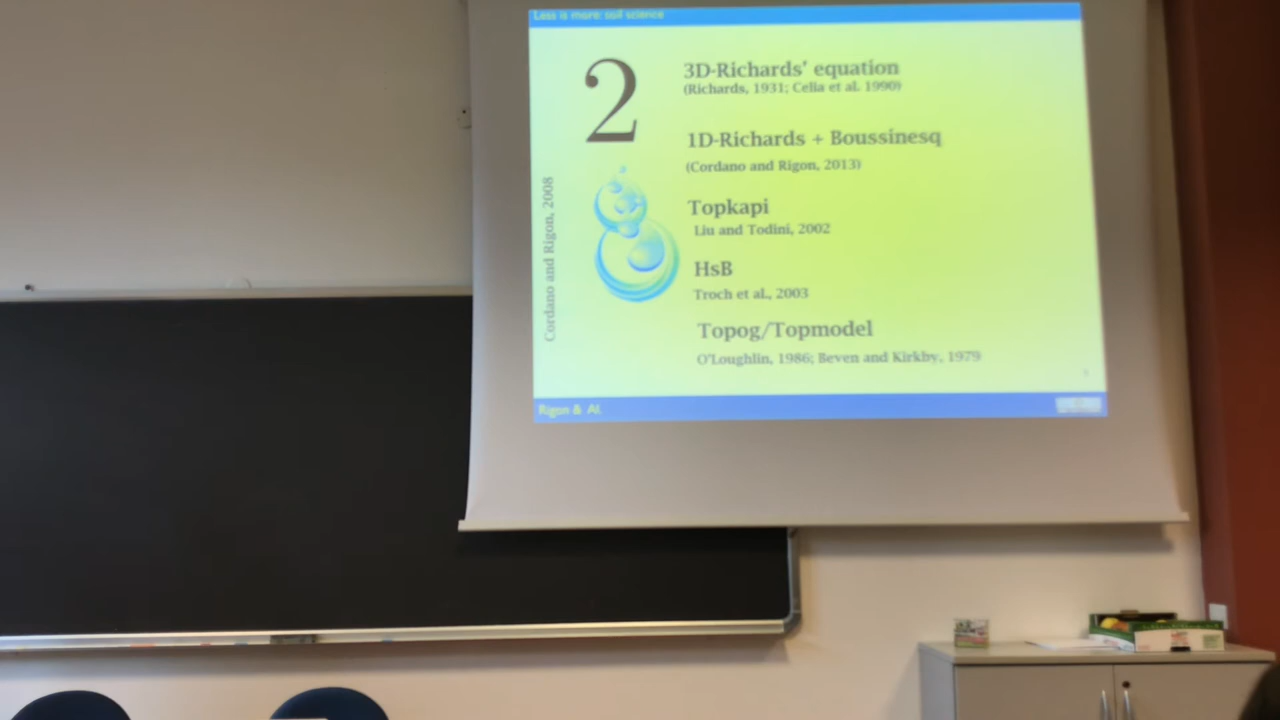 Less is more: soil science
2
3D-Richards' equation
(Richards, 1931; Celia et al. 1990)
1D-Richards + Boussinesq
(Cordano and Rigon, 2013)
Cordano and Rigon, 2008
Topkapi
Liu and Todini, 2002
HsB
Troch et al., 2003
Topog/Topmodel
O'Loughlin, 1986; Beven and Kirkby, 1979
Rigon & Al.